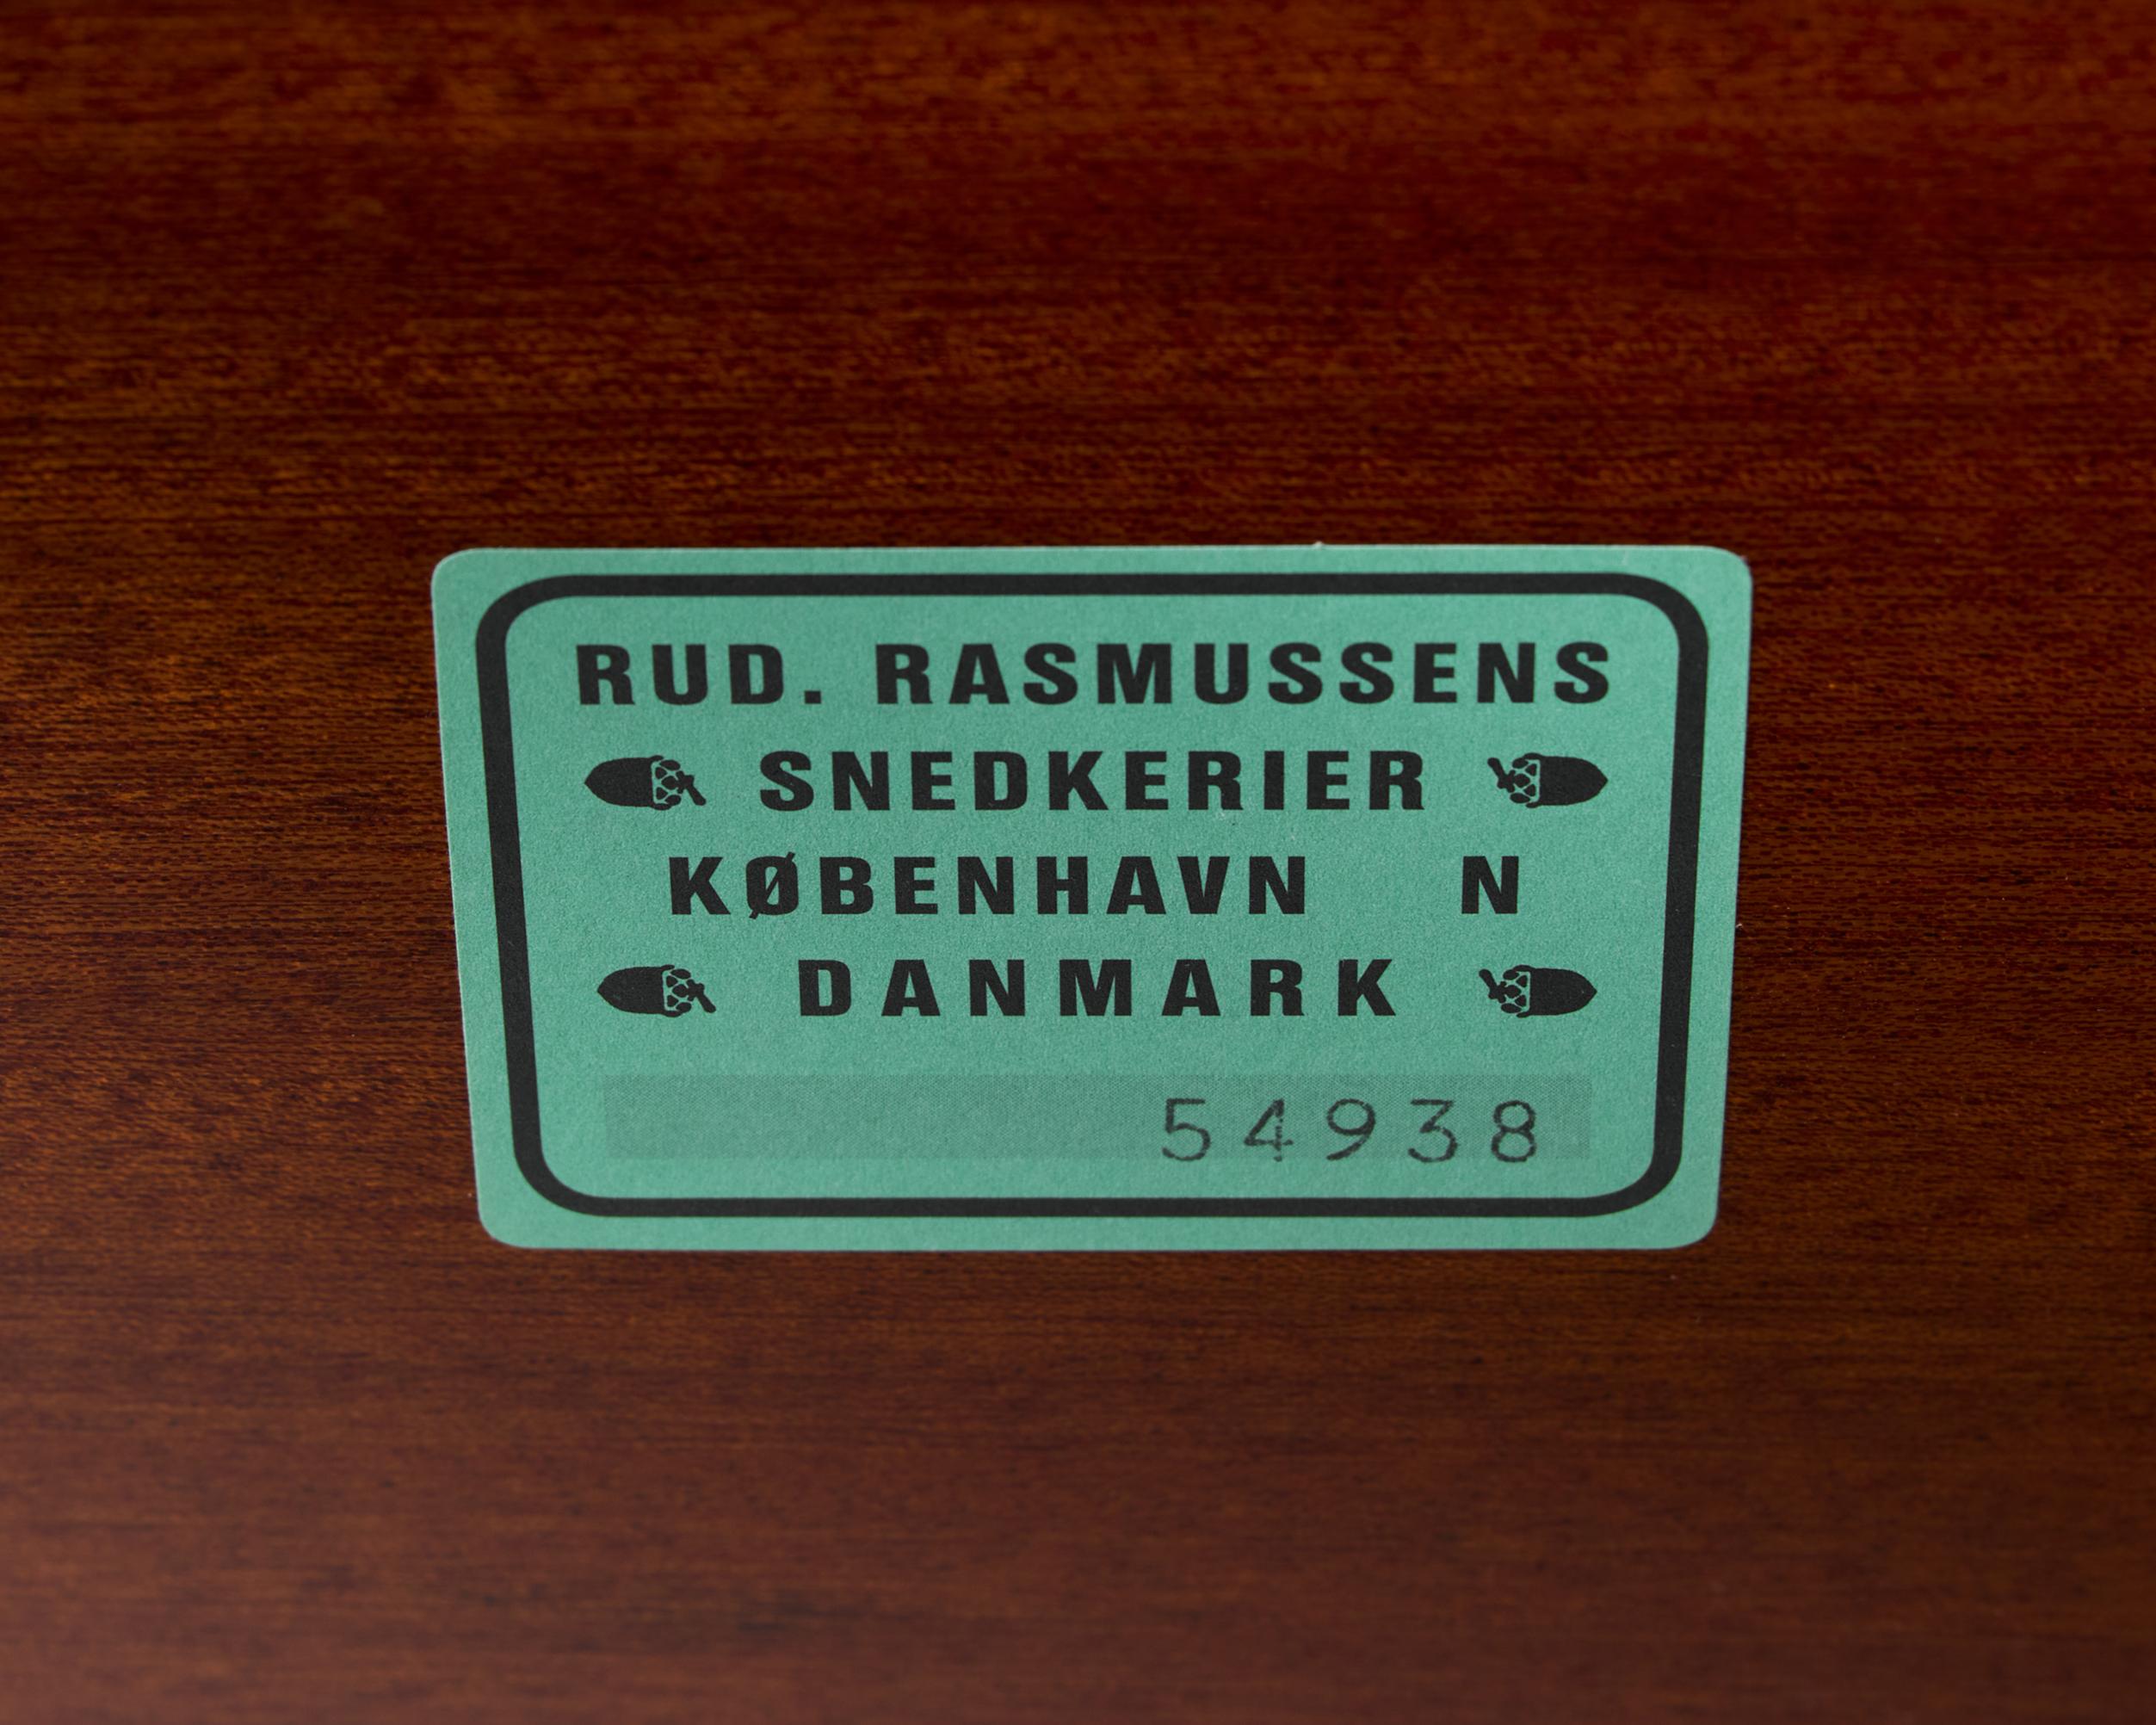 RUD. RASMUSSENS
SNEDKERIER
KØBENHAVN N
DANMARK
54938